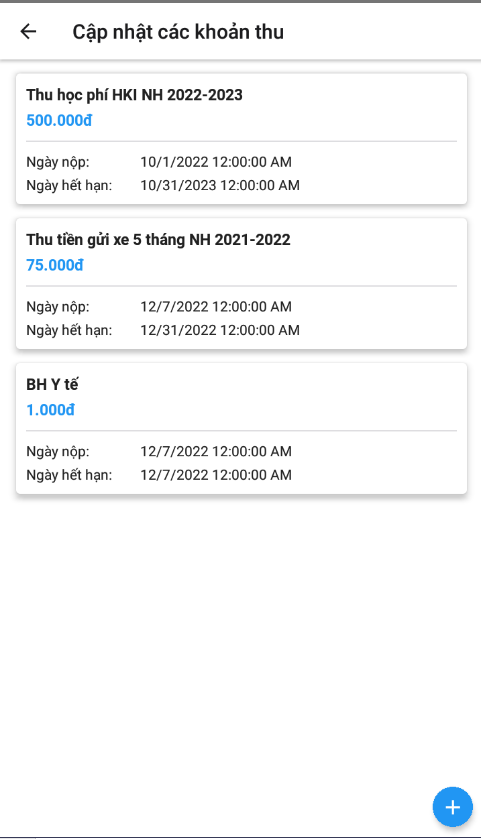 Cập nhật các khoản thu
Thu học phí HKI NH 2022-2023
500.000đ
Ngày nộp: 10/1/2022 12:00:00 AM
Ngày hết hạn: 10/31/2023 12:00:00 AM
Thu tiền gửi xe 5 tháng NH 2021-2022
75.000đ
Ngày nộp: 12/7/2022 12:00:00 AM
Ngày hết hạn: 12/31/2022 12:00:00 AM
BH Y tế
1.000đ
Ngày nộp: 12/7/2022 12:00:00 AM
Ngày hết hạn: 12/7/2022 12:00:00 AM